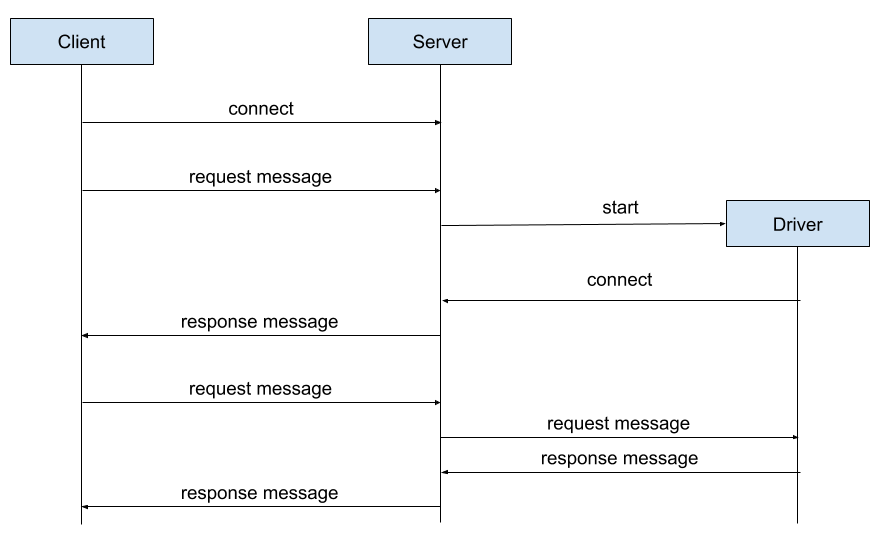 Client
Server
connect
request message
start
Driver
connect
response message
request message
request message
response message
response message